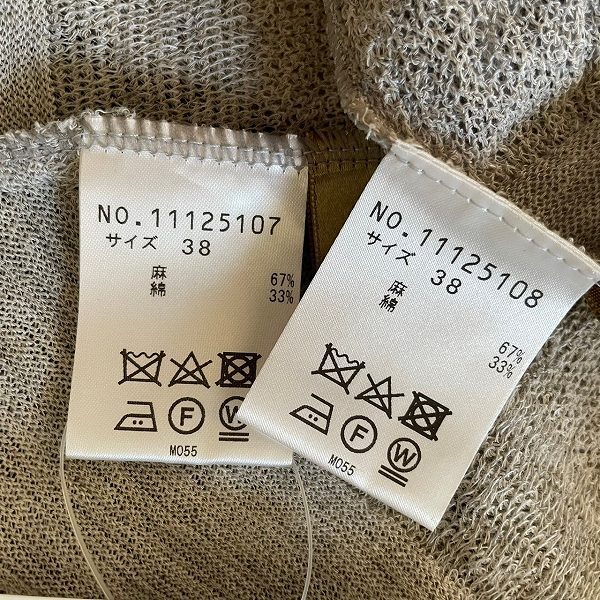 NO.11125107
サイズ 38
麻 67%
綿 33%
F W
M055
NO.11125108
サイズ 38
麻 67%
綿 33%
F W
M055